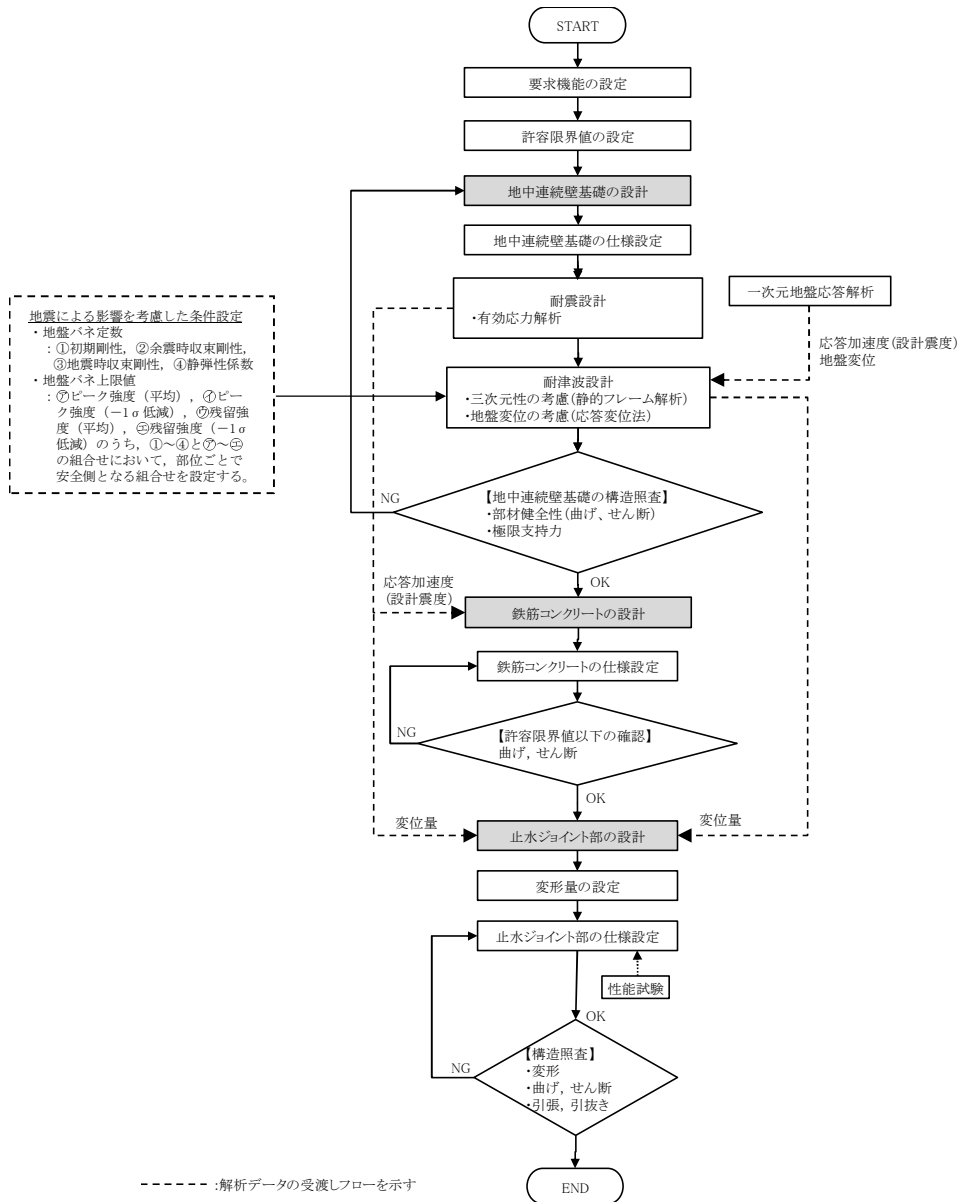 START
要求機能の設定
許容限界値の設定
地中連続壁基礎の設計
地中連続壁基礎の仕様設定
耐震設計
・有効応力解析
一次元地盤応答解析
応答加速度(設計震度)
地盤変位
地震による影響を考慮した条件設定
・地盤バネ定数
：①初期剛性，②余震時収束剛性，
③地震時収束剛性，④静弾性係数
・地盤バネ上限値
：㋐ピーク強度（平均），㋑ピー
ク強度（－1σ低減），㋒残留強
度（平均），㋓残留強度（－1σ
低減）のうち，①～④と㋐～㋓
の組合せにおいて，部位ごとで
安全側となる組合せを設定する。
耐津波設計
・三次元性の考慮(静的フレーム解析)
・地盤変位の考慮(応答変位法)
NG
【地中連続壁基礎の構造照査】
・部材健全性(曲げ、せん断)
・極限支持力
OK
応答加速度
(設計震度)
鉄筋コンクリートの設計
鉄筋コンクリートの仕様設定
NG
【許容限界値以下の確認】
曲げ，せん断
OK
変位量
止水ジョイント部の設計
変位量
変形量の設定
止水ジョイント部の仕様設定
性能試験
OK
NG
【構造照査】
・変形
・曲げ，せん断
・引張，引抜き
END
:解析データの受渡しフローを示す